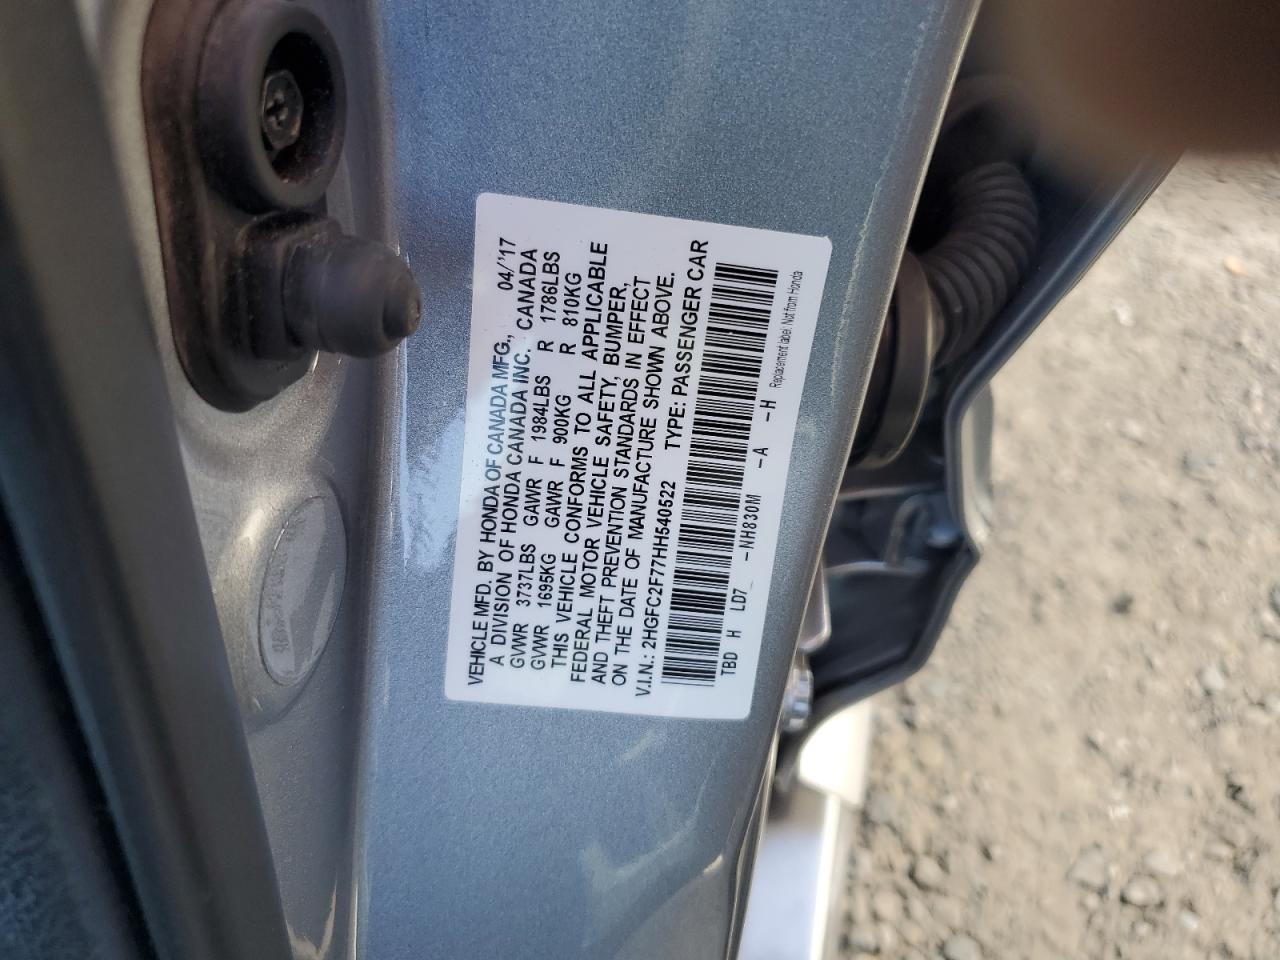 VEHICLE MFD. BY HONDA OF CANADA MFG., 04/'17
A DIVISION OF HONDA CANADA INC. CANADA
GVWR 3737LBS GAWR F 1984LBS R 1786LBS
GVWR 1695KG GAWR F 900KG R 810KG
THIS VEHICLE CONFORMS TO ALL APPLICABLE
FEDERAL MOTOR VEHICLE SAFETY, BUMPER,
AND THEFT PREVENTION STANDARDS IN EFFECT
ON THE DATE OF MANUFACTURE SHOWN ABOVE.
V.I.N.: 2HGFC2F77HH540522 TYPE: PASSENGER CAR
TBD H LD7_ -NH830M -A -H
Replacement label. Not from Honda